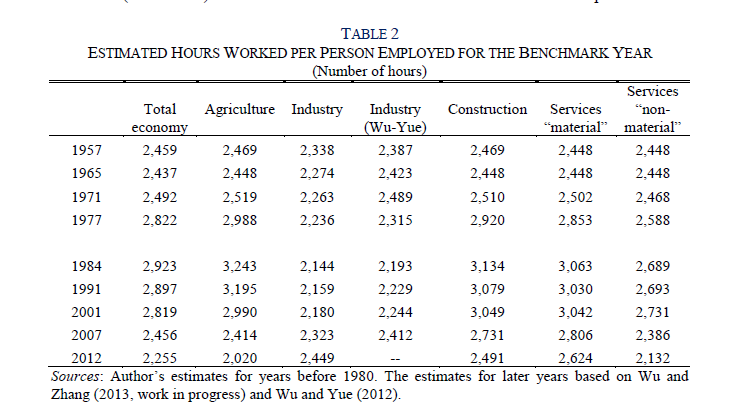 TABLE 2
ESTIMATED HOURS WORKED PER PERSON EMPLOYED FOR THE BENCHMARK YEAR
(Number of hours)
Total economy Agriculture Industry Industry (Wu-Yue) Construction Services “material” Services “non-material”
1957 2,459 2,469 2,338 2,387 2,469 2,448 2,448
1965 2,437 2,448 2,274 2,423 2,448 2,448 2,448
1971 2,492 2,519 2,263 2,489 2,510 2,502 2,468
1977 2,822 2,988 2,236 2,315 2,920 2,853 2,588
1984 2,923 3,243 2,144 2,193 3,134 3,063 2,689
1991 2,897 3,195 2,159 2,229 3,079 3,030 2,693
2001 2,819 2,990 2,180 2,244 3,049 3,042 2,731
2007 2,456 2,414 2,323 2,412 2,731 2,806 2,386
2012 2,255 2,020 2,449 -- 2,491 2,624 2,132
Sources: Author’s estimates for years before 1980. The estimates for later years based on Wu and
Zhang (2013, work in progress) and Wu and Yue (2012).